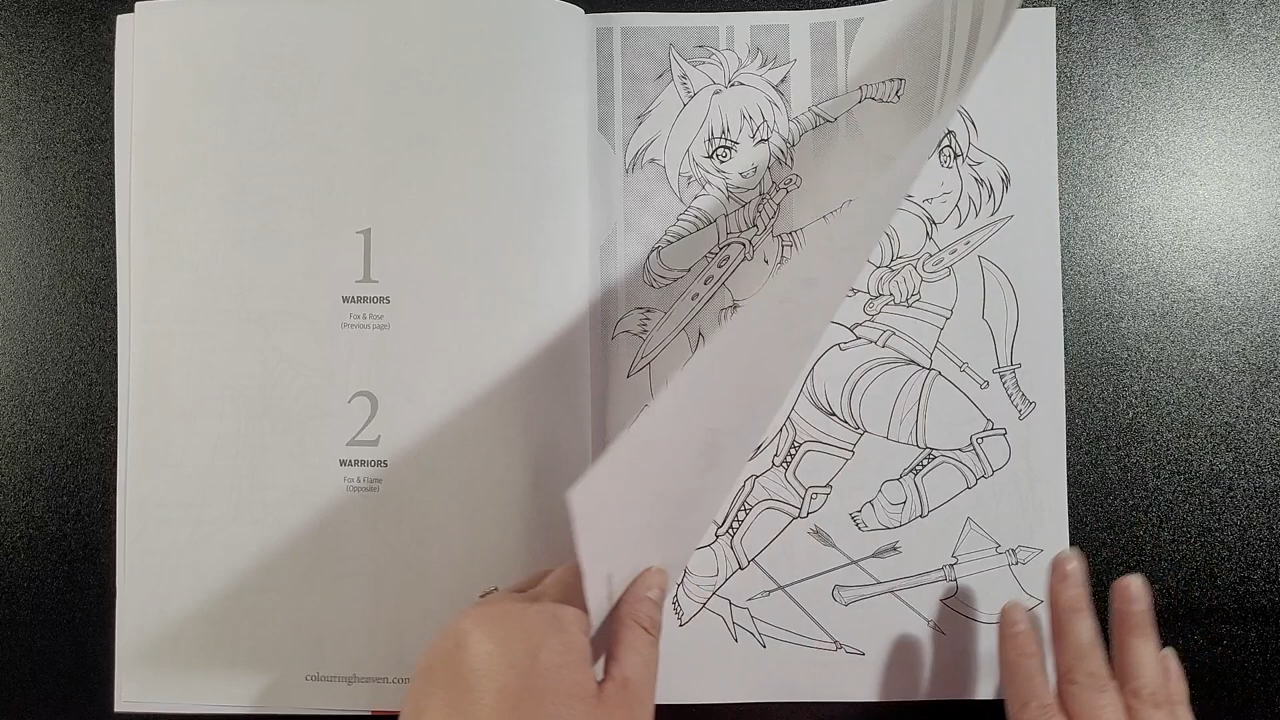 1
WARRIORS
Fox & Rose
(Previous page)
2
WARRIORS
Fox & Flame
(Opposite)
colouringheaven.com